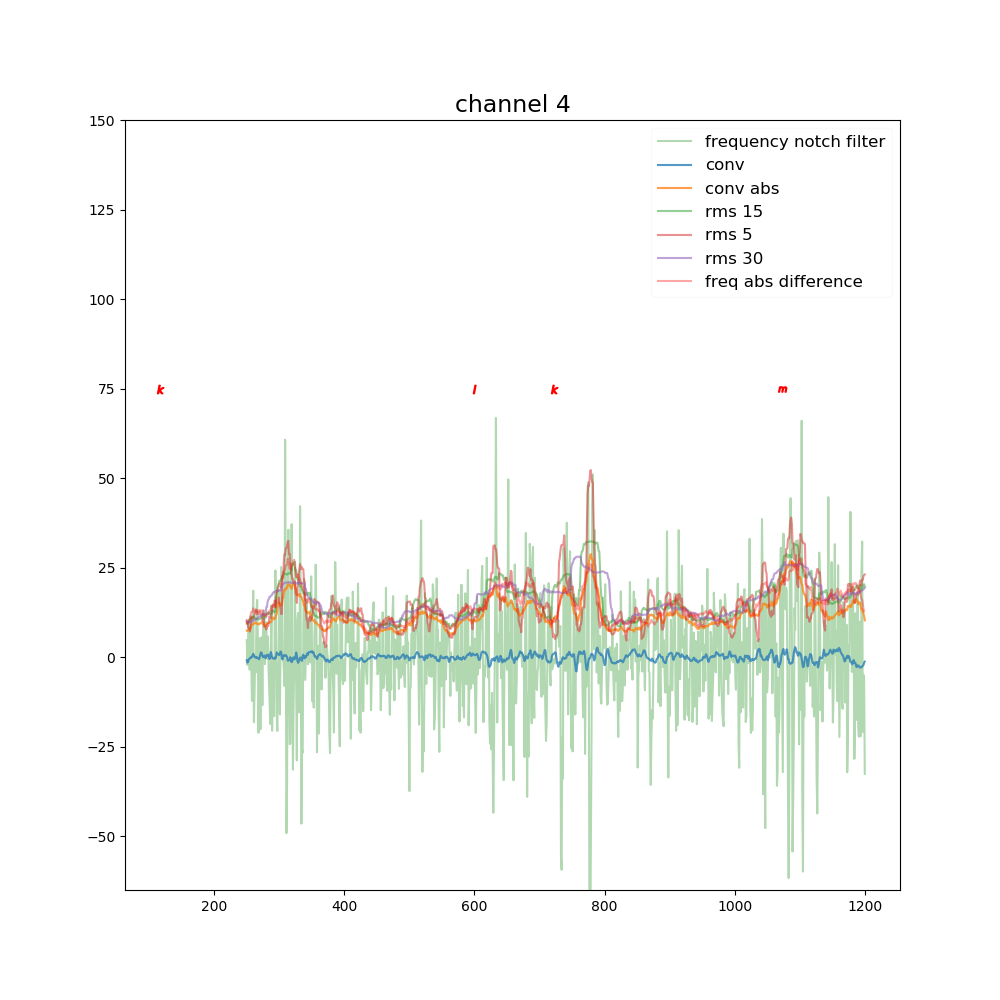 channel 4
150
frequency notch filter
conv
conv abs
rms 15
rms 5
rms 30
freq abs difference
125
100
75
k l k m
50
25
0
−25
−50
200 400 600 800 1000 1200